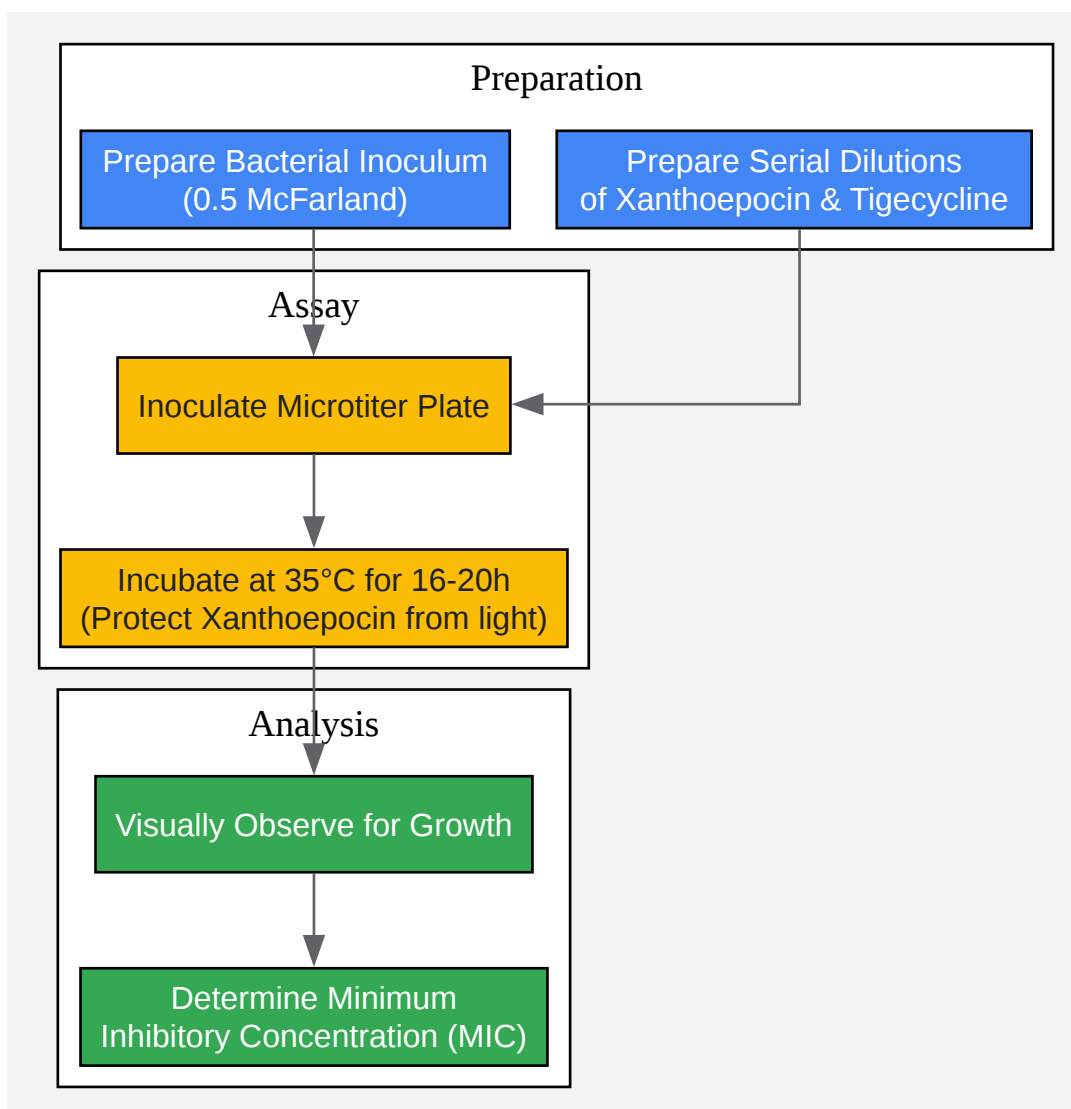 Preparation
Prepare Bacterial Inoculum
(0.5 McFarland)
Prepare Serial Dilutions
of Xanthoepocin & Tigecycline
Assay
Inoculate Microtiter Plate
Incubate at 35°C for 16-20h
(Protect Xanthoepocin from light)
Analysis
Visually Observe for Growth
Determine Minimum
Inhibitory Concentration (MIC)